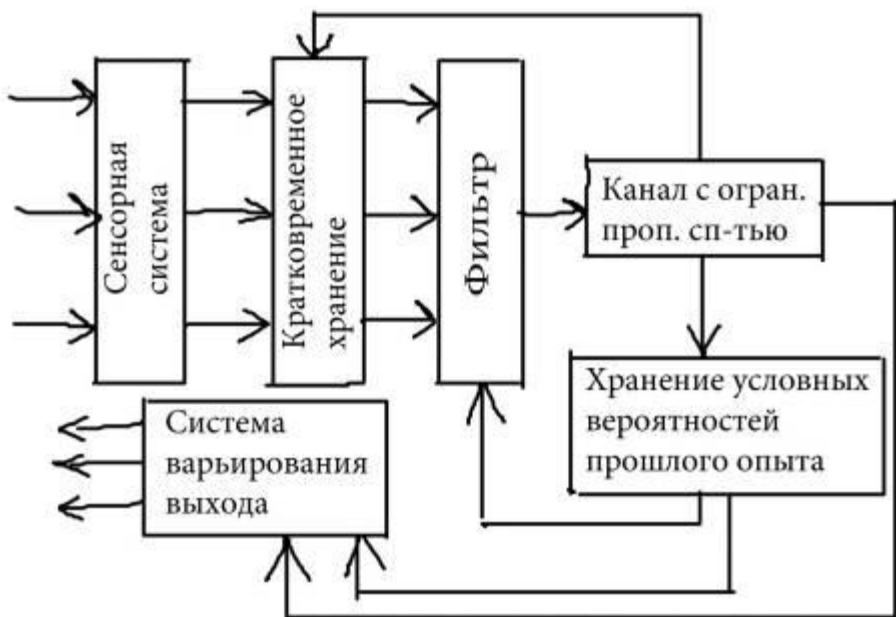 Сенсорная
система
Кратковременное
хранение
Фильтр
Канал с огран.
проп. сп-тью
Хранение условных
вероятностей
прошлого опыта
Система
варьирования
выхода